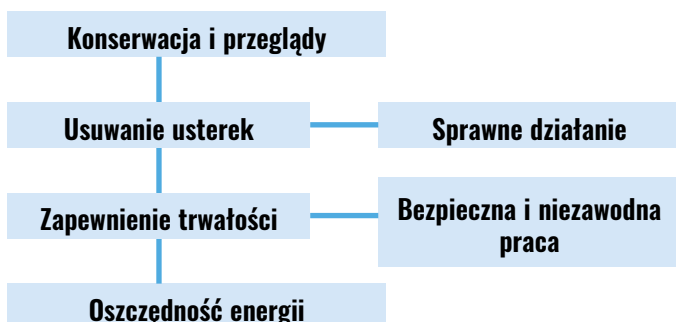 Konserwacja i przeglądy
Usuwanie usterek
Sprawne działanie
Zapewnienie trwałości
Bezpieczna i niezawodna
praca
Oszczędność energii